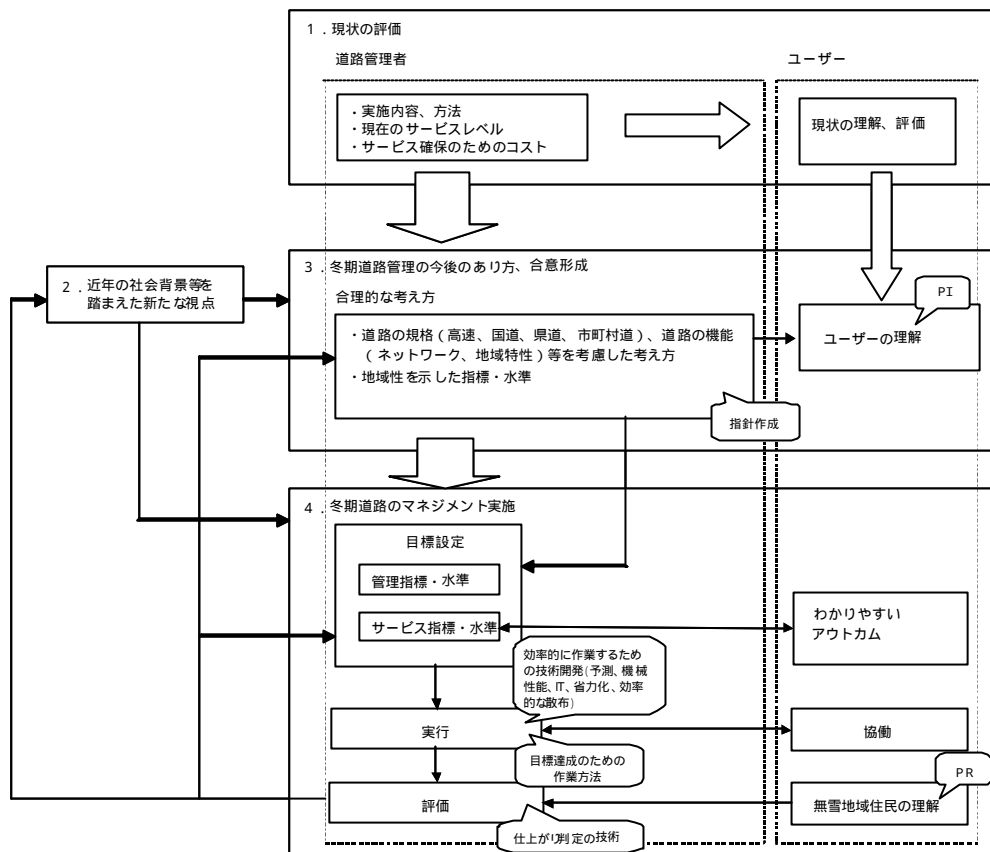 1．現状の評価
道路管理者
ユーザー
・実施内容、方法
・現在のサービスレベル
・サービス確保のためのコスト
現状の理解、評価
2．近年の社会背景等を
踏まえた新たな視点
3．冬期道路管理の今後のあり方、合意形成
合理的な考え方
・道路の規格（高速、国道、県道、市町村道）、道路の機能
（ネットワーク、地域特性）等を考慮した考え方
・地域性を示した指標・水準
PI
ユーザーの理解
指針作成
4．冬期道路のマネジメント実施
目標設定
管理指標・水準
サービス指標・水準
わかりやすい
アウトカム
効率的に作業するため
の技術開発(予測、機械
性能、IT、省力化、効率
的な散布)
実行
協働
目標達成のための
作業方法
PR
評価
無雪地域住民の理解
仕上がり判定の技術